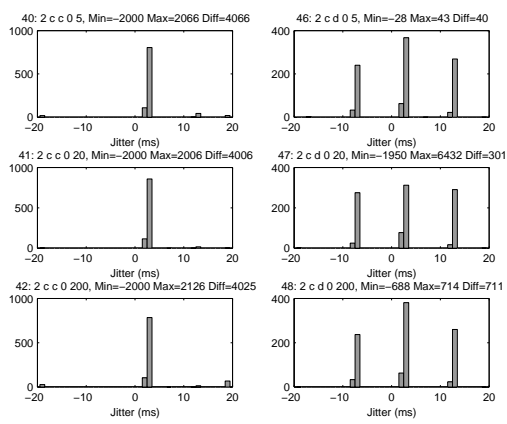 40: 2 c c 0 5, Min=−2000 Max=2066 Diff=4066
1000
500
0
−20 −10 0 10 20
Jitter (ms)
46: 2 c d 0 5, Min=−28 Max=43 Diff=40
400
200
0
−20 −10 0 10 20
Jitter (ms)
41: 2 c c 0 20, Min=−2000 Max=2006 Diff=4006
1000
500
0
−20 −10 0 10 20
Jitter (ms)
47: 2 c d 0 20, Min=−1950 Max=6432 Diff=301
400
200
0
−20 −10 0 10 20
Jitter (ms)
42: 2 c c 0 200, Min=−2000 Max=2126 Diff=4025
1000
500
0
−20 −10 0 10 20
Jitter (ms)
48: 2 c d 0 200, Min=−688 Max=714 Diff=711
400
200
0
−20 −10 0 10 20
Jitter (ms)